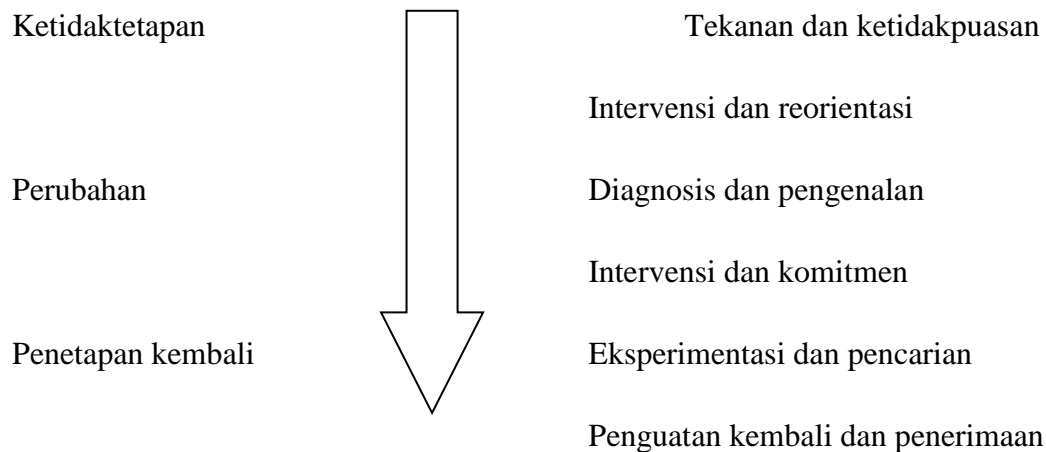 Ketidaktetapan Tekanan dan ketidakpuasan
Intervensi dan reorientasi
Perubahan Diagnosis dan pengenalan
Intervensi dan komitmen
Penetapan kembali Eksperimentasi dan pencarian
Penguatan kembali dan penerimaan